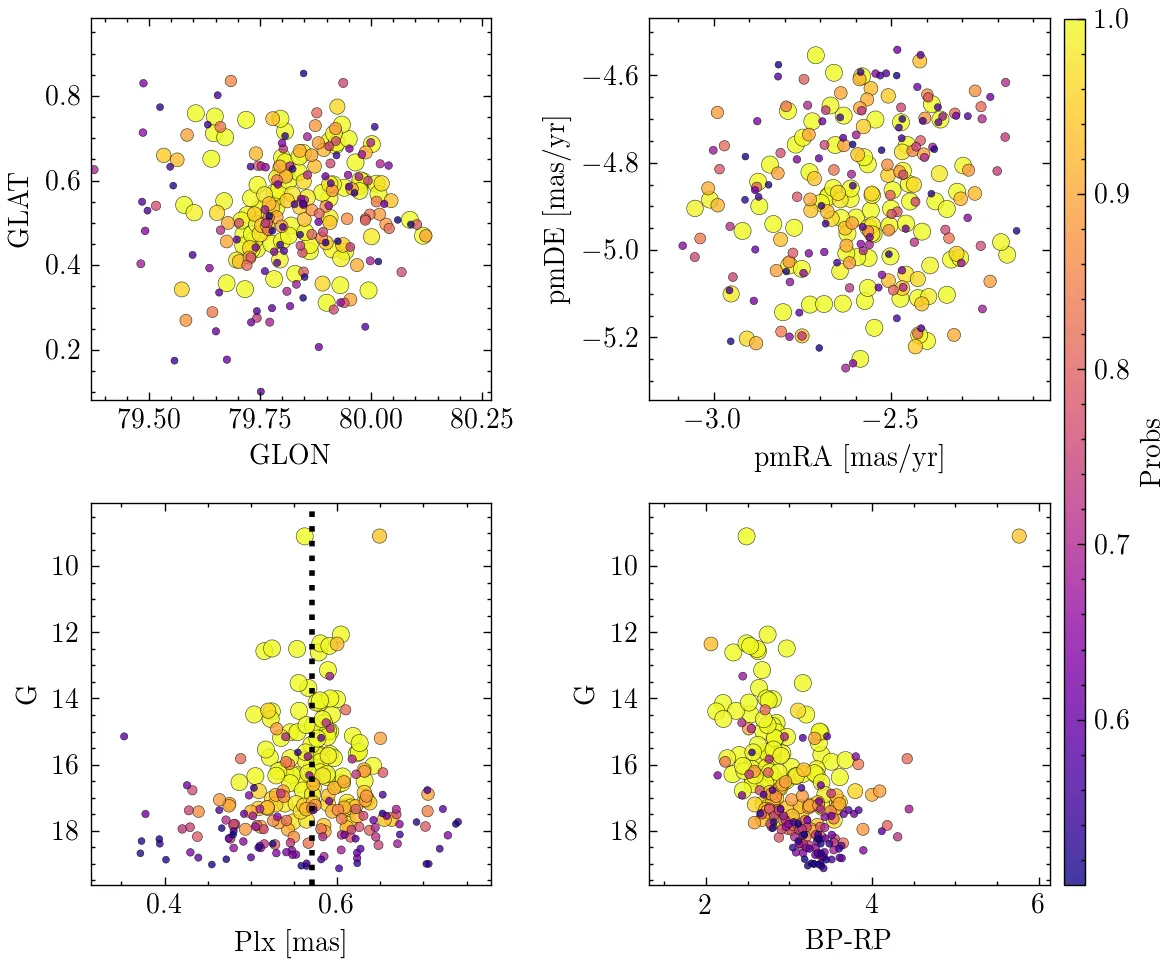 0.8
0.6
0.4
0.2
GLAT
79.50 79.75 80.00 80.25
GLON
−4.6
−4.8
−5.0
−5.2
pmDE [mas/yr]
−3.0 −2.5
pmRA [mas/yr]
1.0
0.9
0.8
0.7
0.6
Probs
10
12
14
16
18
G
0.4 0.6
Plx [mas]
10
12
14
16
18
G
2 4 6
BP-RP